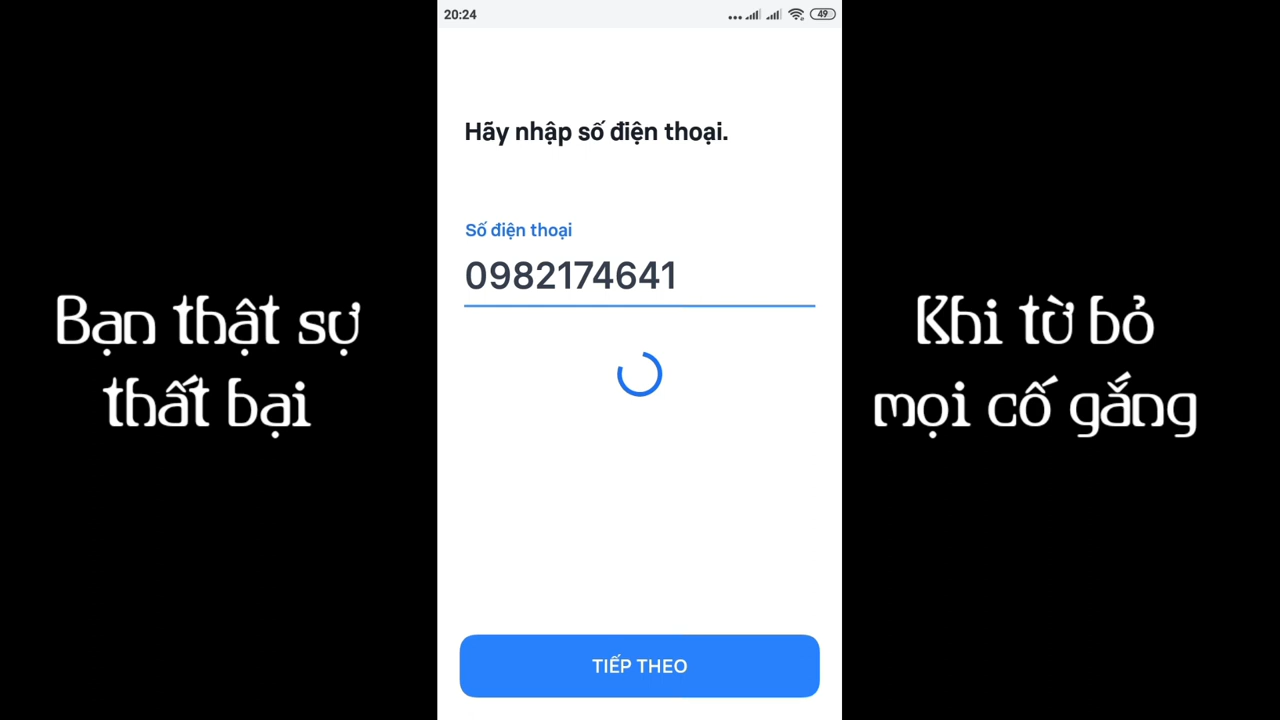 20:24
49
Hãy nhập số điện thoại.
Số điện thoại
0982174641
Bạn thật sự
thất bại
Khi từ bỏ
mọi cố gắng
TIẾP THEO